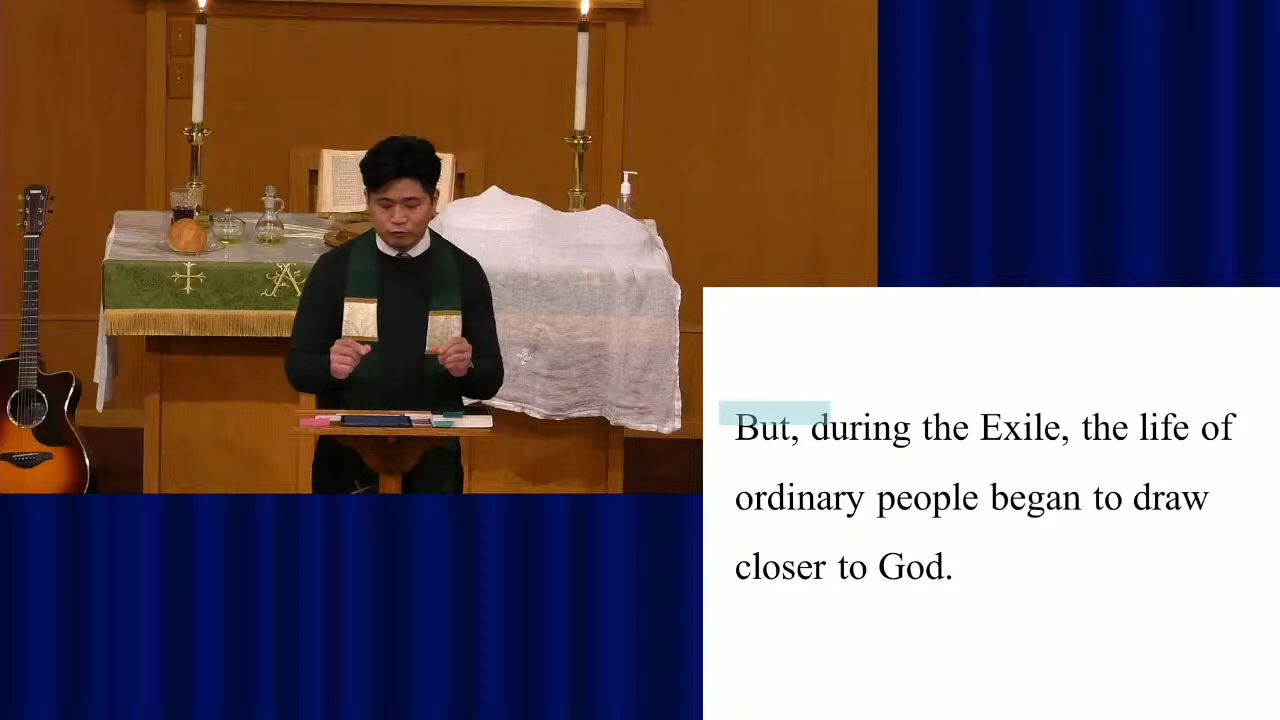 But, during the Exile, the life of
ordinary people began to draw
closer to God.